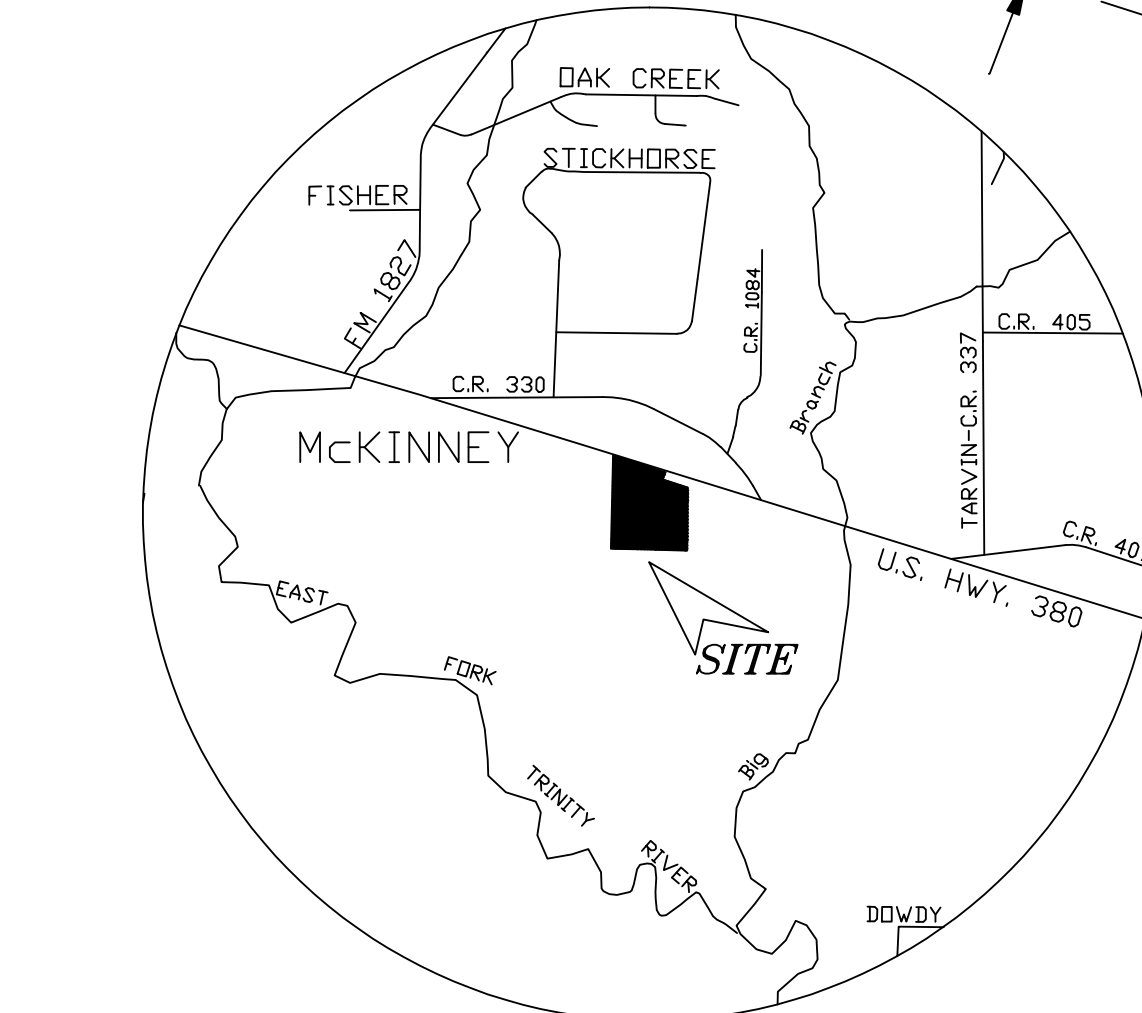 OAK CREEK
STICKHORSE
FISHER
FM 1827
C.R. 1084
C.R. 405
C.R. 330
TARVIN-C.R. 337
Branch
McKINNEY
C.R. 40
U.S. HWY. 380
EAST
SITE
FORK
Big
TRINITY
RIVER
DOWDY